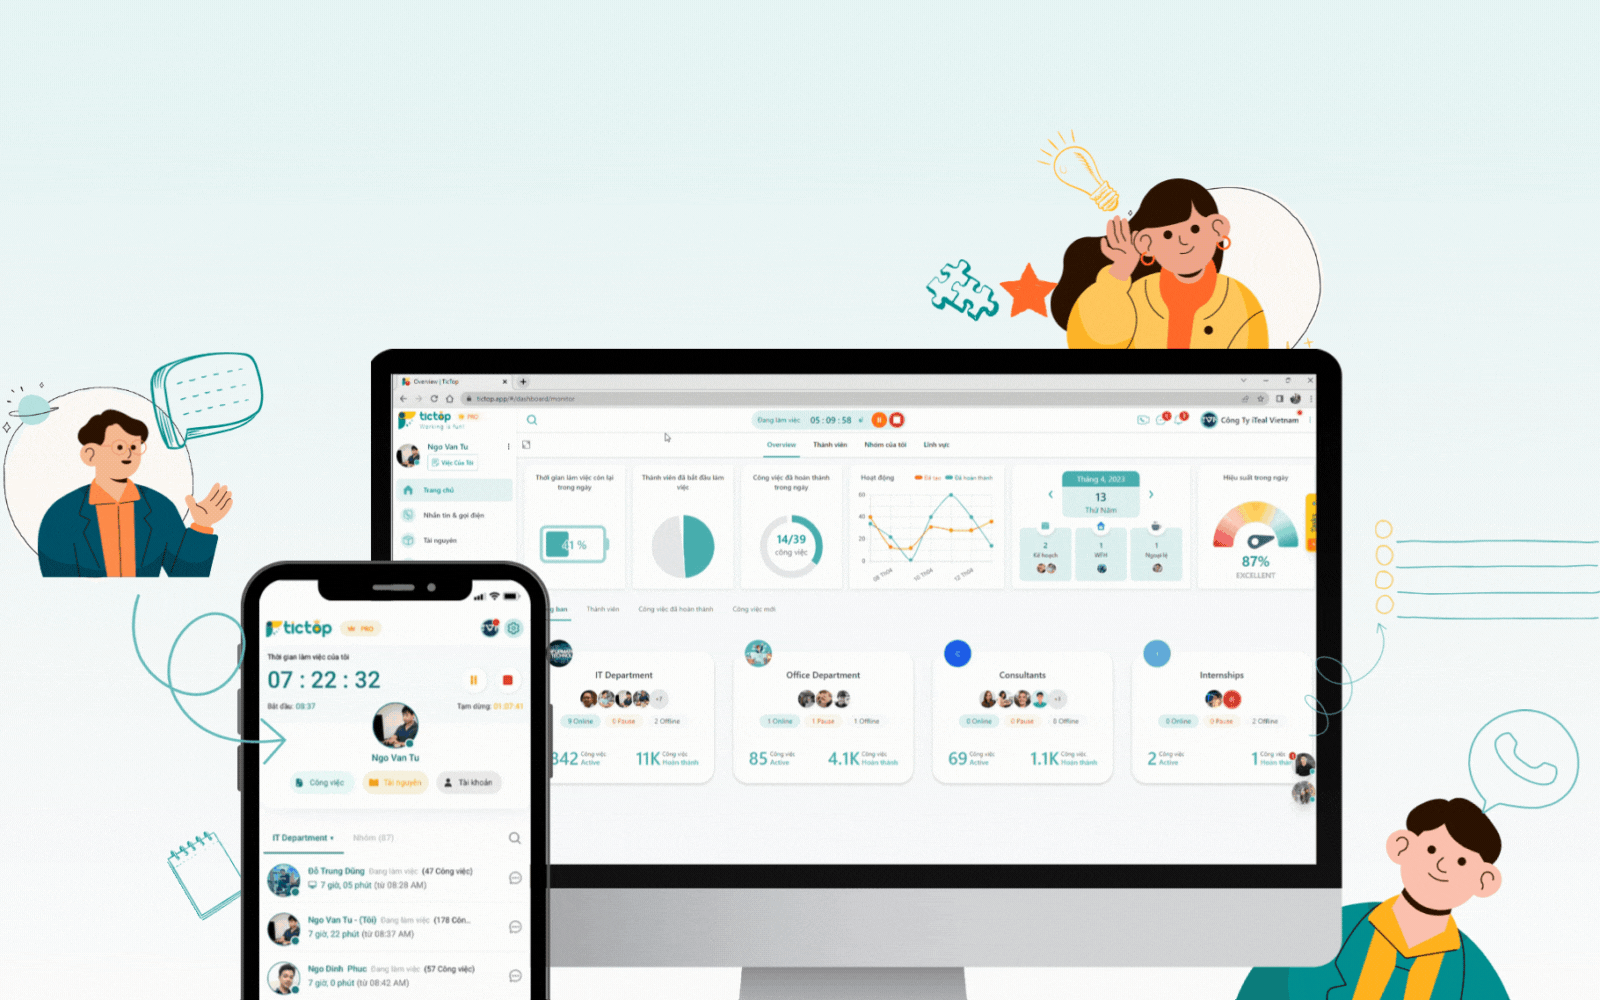 Overview | TicTop
tictop.app/#/dashboard/monitor
tictop PRO
Working is fun!
Đang làm việc 05 : 09 : 58
Công Ty iTeal Vietnam
Ngo Van Tu
Việc Của Tôi
Overview Thành viên Nhóm của tôi Lĩnh vực
Trang chủ
Nhắn tin & gọi điện
Tài nguyên
Thời gian làm việc còn lại
trong ngày
41 %
Thành viên đã bắt đầu làm
việc
Công việc đã hoàn thành
trong ngày
14/39
công việc
Hoạt động Đã tạo Đã hoàn thành
60
40
20
0
08 Th04 10 Th04 12 Th04
Tháng 4, 2023
13
Thứ Năm
2
Kế hoạch
1
WFH
1
Ngoại lệ
Hiệu suất trong ngày
87%
EXCELLENT
ban Thành viên Công việc đã hoàn thành Công việc mới
IT Department
+7
9 Online 0 Pause 2 Offline
342 Công việc
Active
11K Công việc
Hoàn thành
Office Department
1 Online 1 Pause 1 Offline
85 Công việc
Active
4.1K Công việc
Hoàn thành
Consultants
0 Online 0 Pause 8 Offline
69 Công việc
Active
1.1K Công việc
Hoàn thành
Internships
0 Online 0 Pause 2 Offline
2 Công việc
Active
1 Công việc
Hoàn thàn
tictop PRO
Thời gian làm việc của tôi
07 : 22 : 32
Bắt đầu: 08:37
Tạm dừng: 01:07:41
Ngo Van Tu
Công việc Tài nguyên Tài khoản
IT Department Nhóm (87)
Đỗ Trung Dũng Đang làm việc (47 Công việc)
7 giờ, 05 phút (từ 08:28 AM)
Ngo Van Tu - (Tôi) Đang làm việc (178 Côn...
7 giờ, 22 phút (từ 08:37 AM)
Ngo Dinh Phuc Đang làm việc (57 Công việc)
7 giờ, 0 phút (từ 08:42 AM)